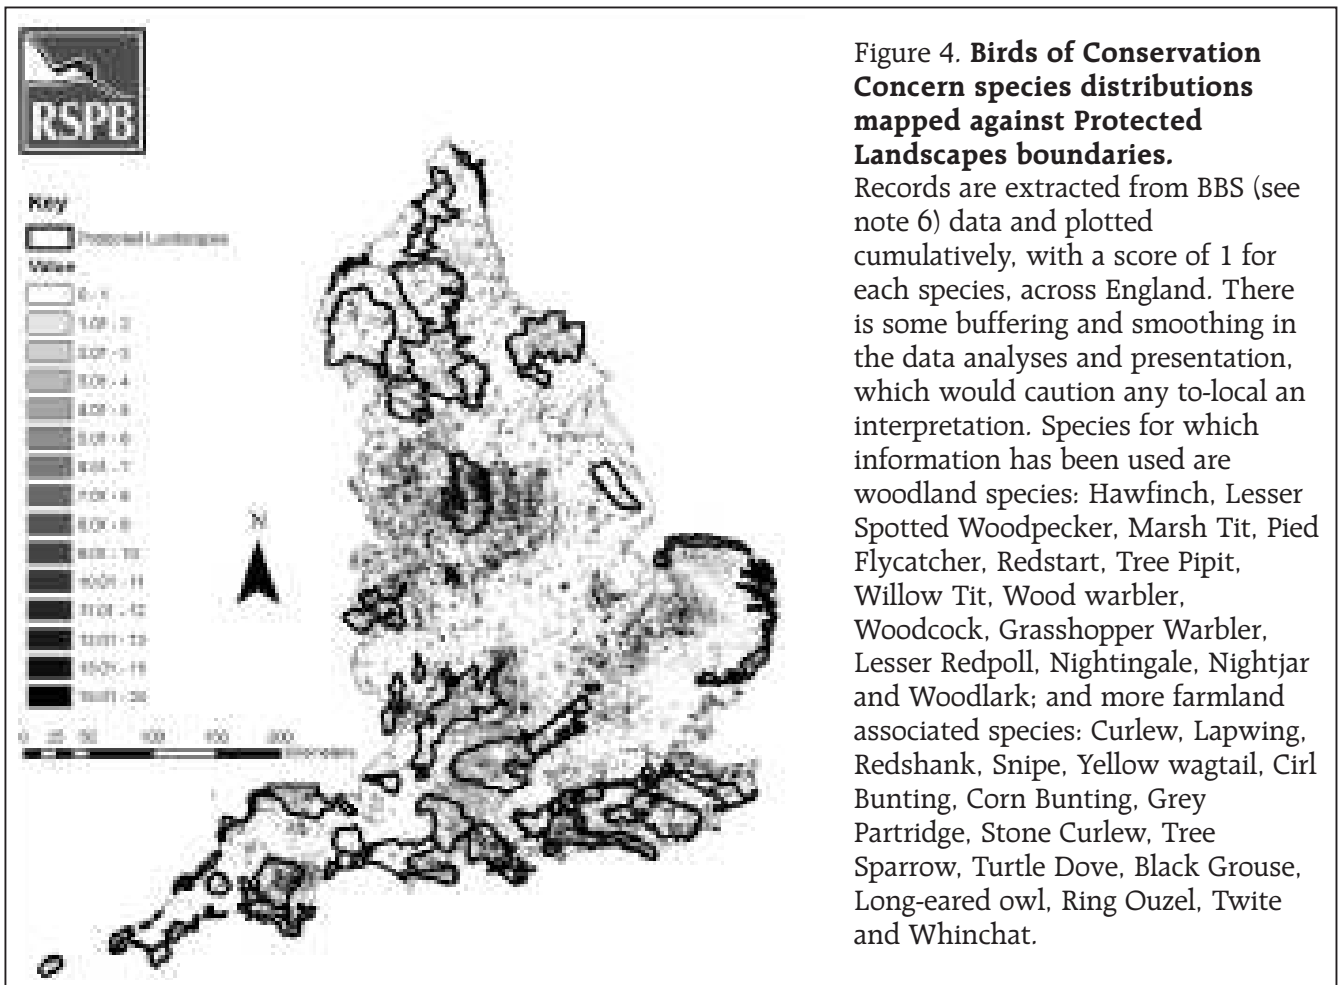 RSPB
Key
Protected Landscapes
Value
0 - 1
N
Figure 4. Birds of Conservation
Concern species distributions
mapped against Protected
Landscapes boundaries.
Records are extracted from BBS (see
note 6) data and plotted
cumulatively, with a score of 1 for
each species, across England. There
is some buffering and smoothing in
the data analyses and presentation,
which would caution any to-local an
interpretation. Species for which
information has been used are
woodland species: Hawfinch, Lesser
Spotted Woodpecker, Marsh Tit, Pied
Flycatcher, Redstart, Tree Pipit,
Willow Tit, Wood warbler,
Woodcock, Grasshopper Warbler,
Lesser Redpoll, Nightingale, Nightjar
and Woodlark; and more farmland
associated species: Curlew, Lapwing,
Redshank, Snipe, Yellow wagtail, Cirl
Bunting, Corn Bunting, Grey
Partridge, Stone Curlew, Tree
Sparrow, Turtle Dove, Black Grouse,
Long-eared owl, Ring Ouzel, Twite
and Whinchat.